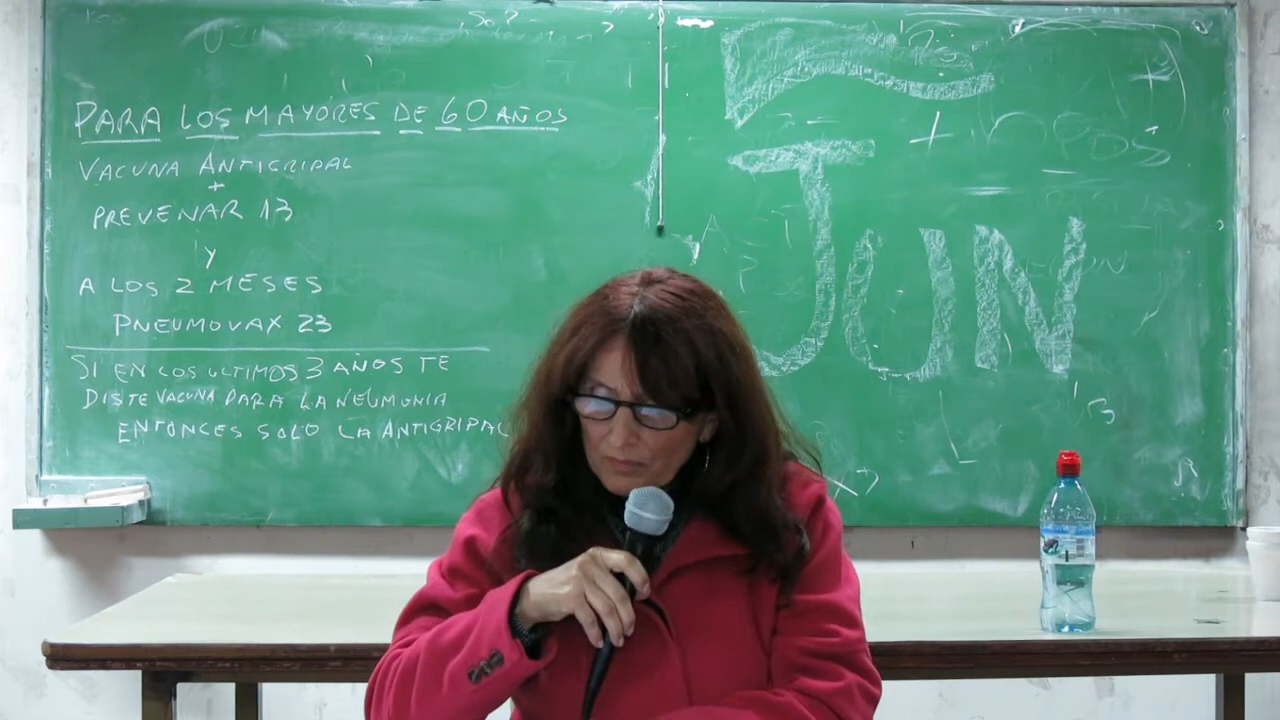 PARA LOS MAYORES DE 60 AÑOS
VACUNA ANTIGRIPAL
+
PREVENAR 13
Y
A LOS 2 MESES
PNEUMOVAX 23
SI EN LOS ULTIMOS 3 AÑOS TE
DISTE VACUNA PARA LA NEUMONIA
ENTONCES SOLO LA ANTIGRIPAL
JUN